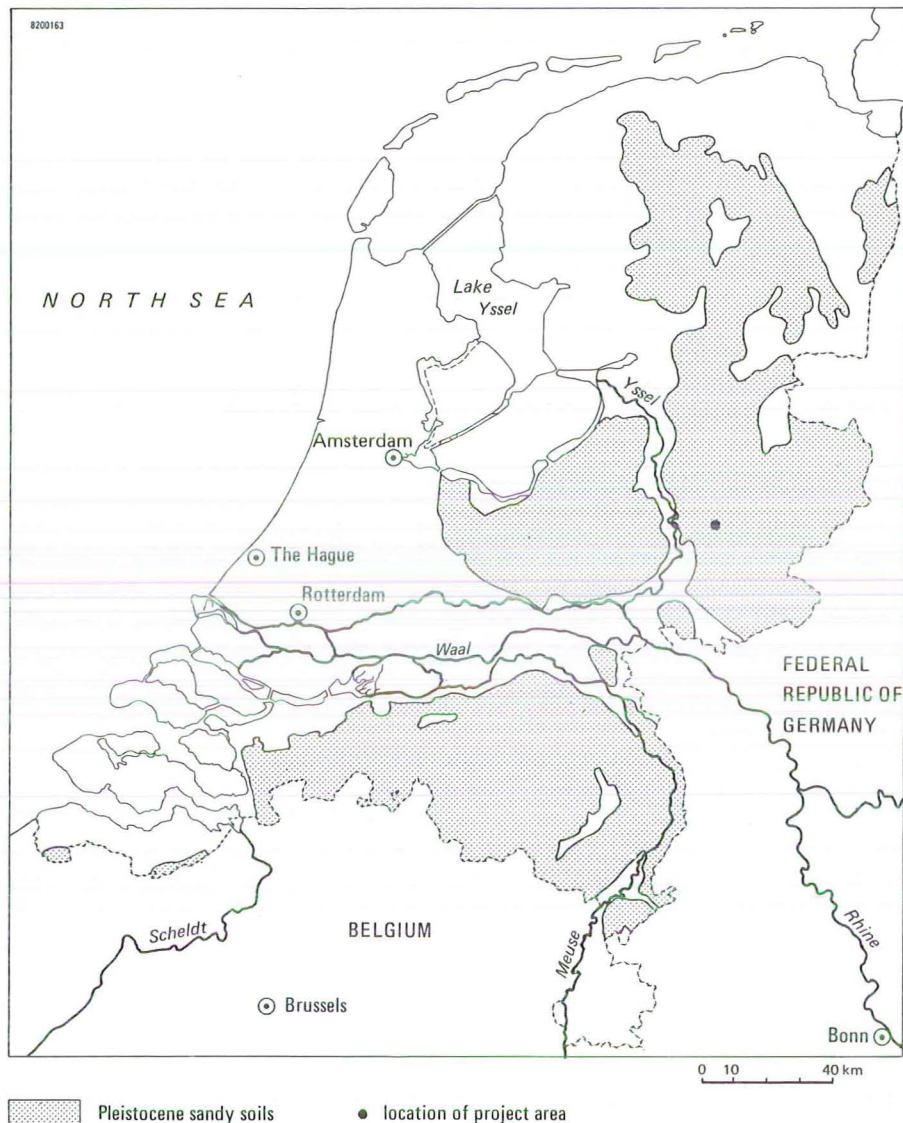 8200163
NORTH SEA
Lake
Yssel
Yssel
Amsterdam
The Hague
Rotterdam
Waal
FEDERAL
REPUBLIC OF
GERMANY
Scheldt
BELGIUM
Meuse
Rhine
Brussels
Bonn
0 10 40 km
Pleistocene sandy soils
location of project area